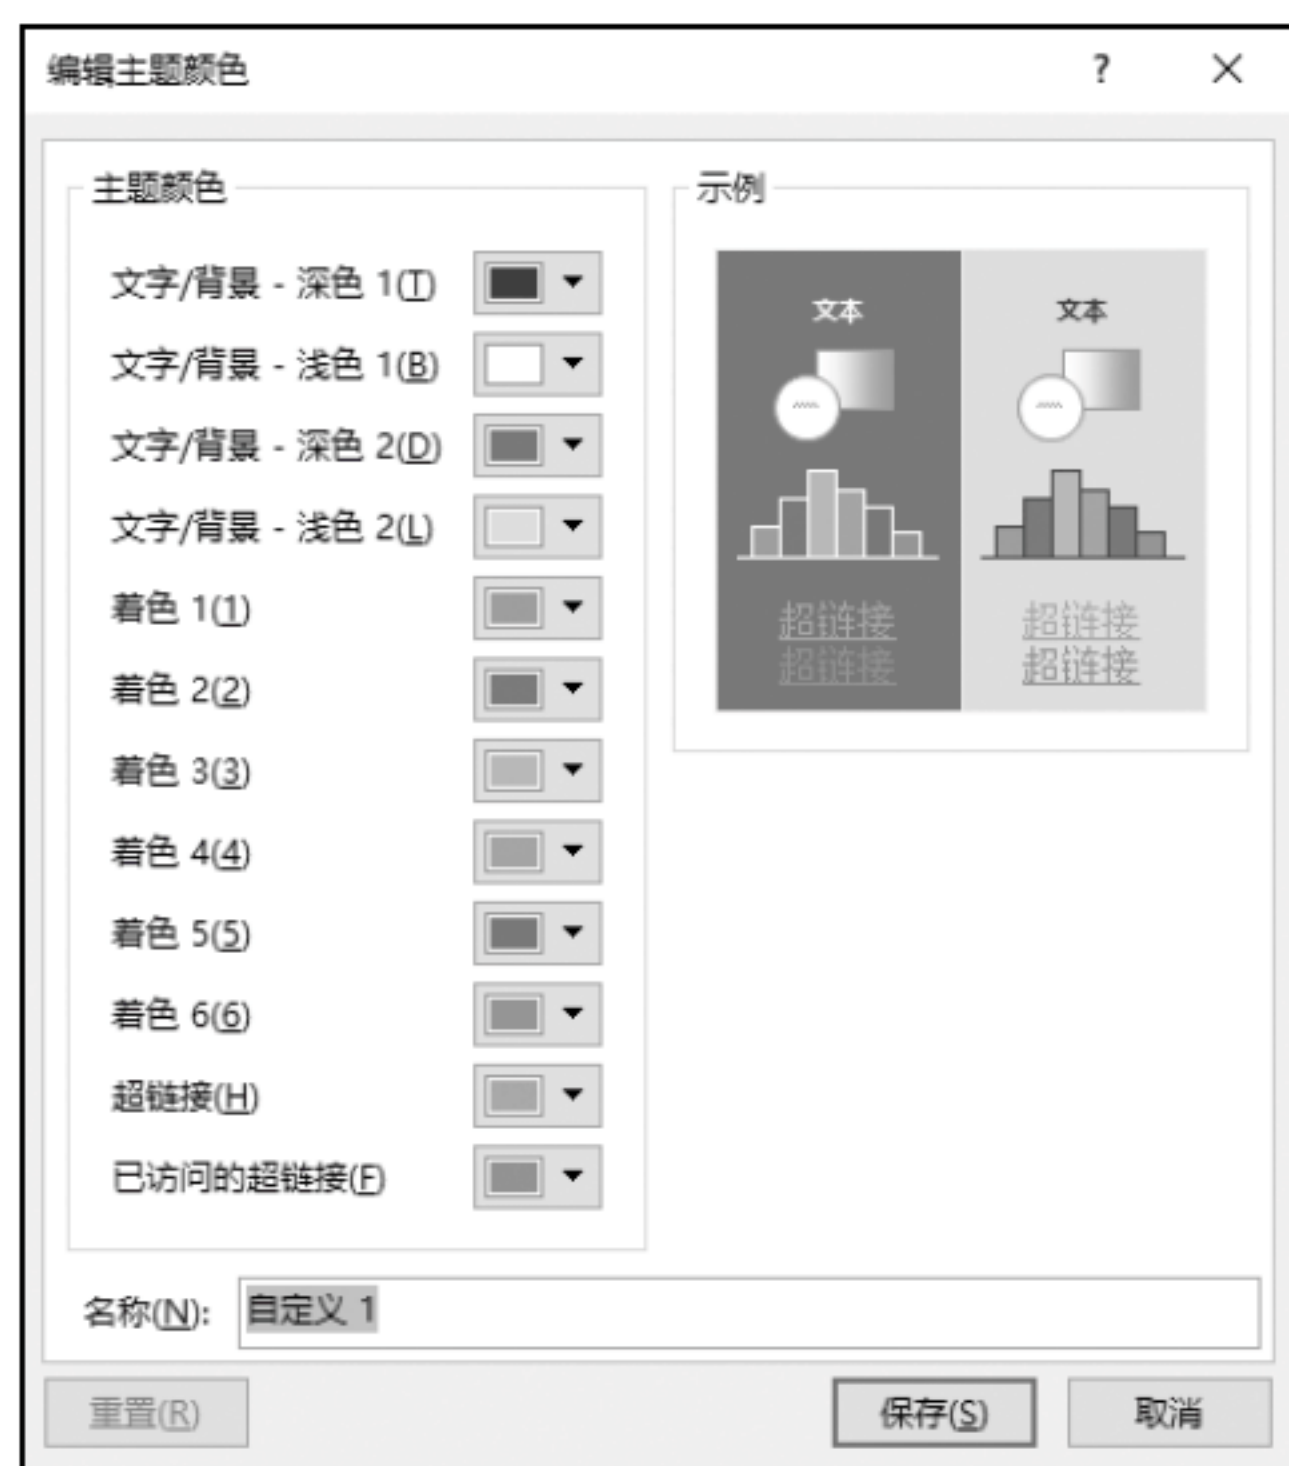 编辑主题颜色 ?
主题颜色
文字/背景 - 深色 1(T)
文字/背景 - 浅色 1(B)
文字/背景 - 深色 2(D)
文字/背景 - 浅色 2(L)
着色 1(1)
着色 2(2)
着色 3(3)
着色 4(4)
着色 5(5)
着色 6(6)
超链接(H)
已访问的超链接(F)
示例
文本 文本
超链接 超链接
超链接 超链接
名称(N): 自定义 1
重置(R) 保存(S) 取消